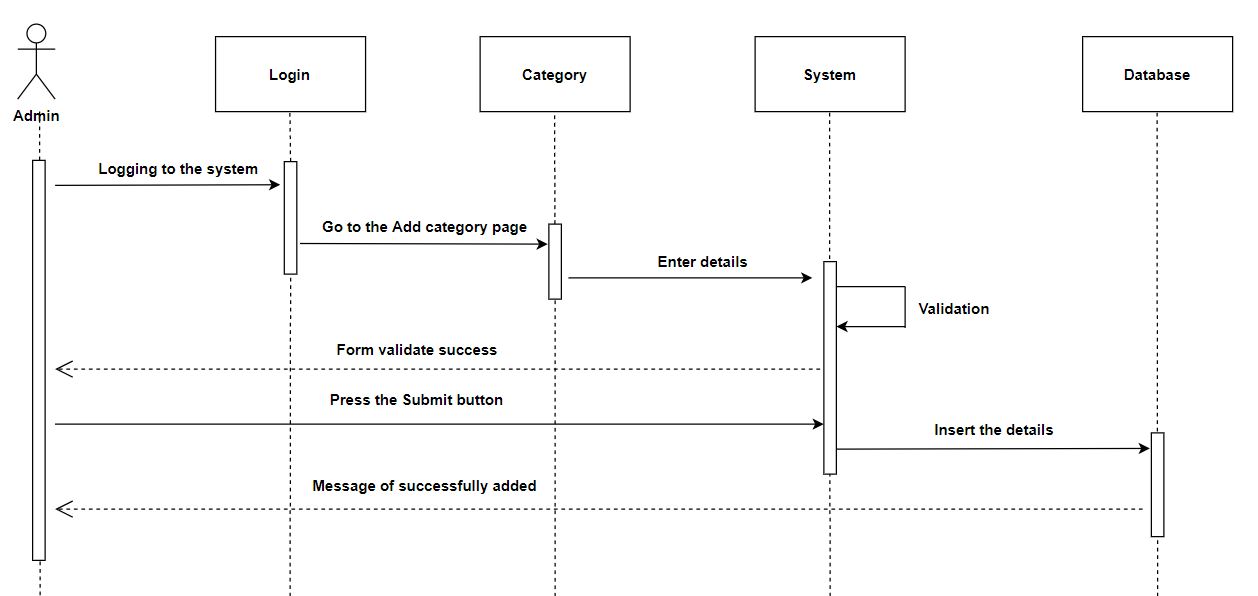 Login
Category
System
Database
Admin
Logging to the system
Go to the Add category page
Enter details
Validation
Form validate success
Press the Submit button
Insert the details
Message of successfully added